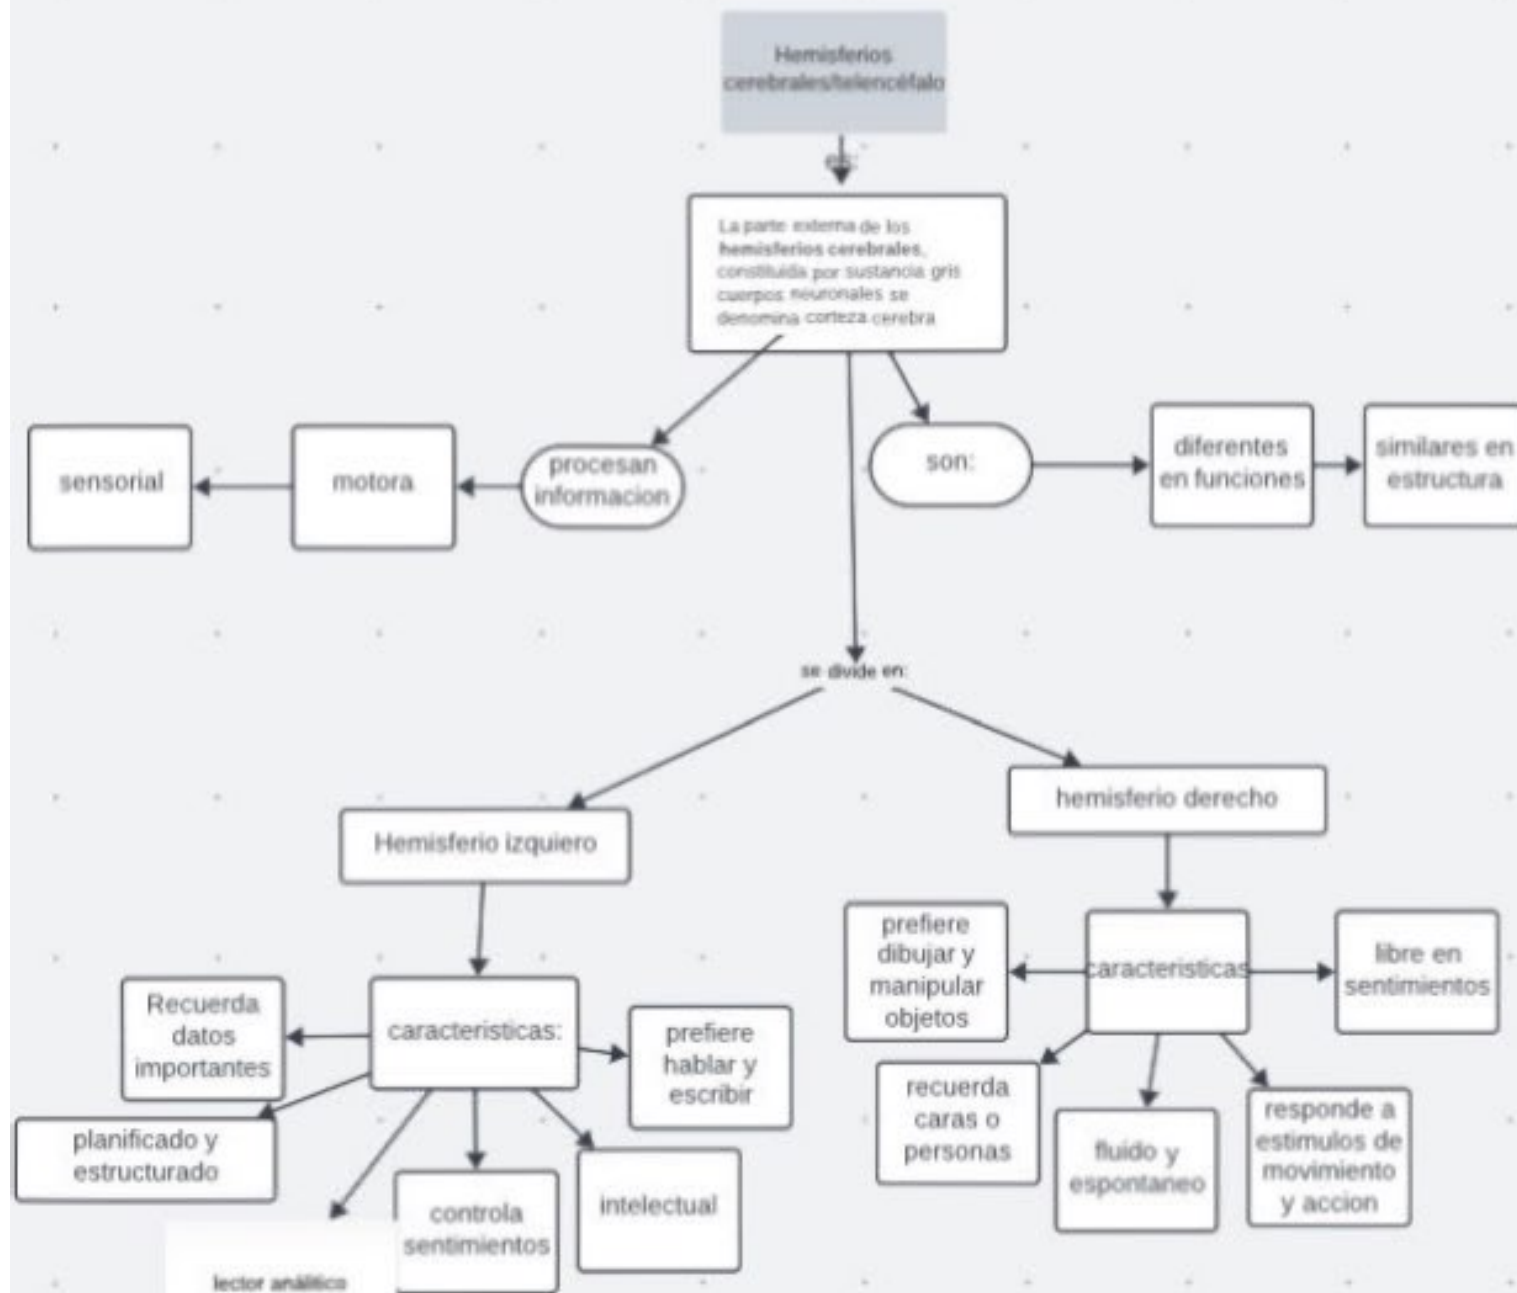 Hemisferios
cerebrales/telencéfalo
es:
La parte externa de los
hemisferios cerebrales,
constituida por sustancia gris
cuerpos neuronales se
denomina corteza cerebra
sensorial
motora
procesan
informacion
son:
diferentes
en funciones
similares en
estructura
se divide en:
Hemisferio izquiero
hemisferio derecho
Recuerda
datos
importantes
caracteristicas:
prefiere
hablar y
escribir
planificado y
estructurado
lector análitico
controla
sentimientos
intelectual
prefiere
dibujar y
manipular
objetos
caracteristicas
libre en
sentimientos
recuerda
caras o
personas
fluido y
espontaneo
responde a
estimulos de
movimiento
y accion